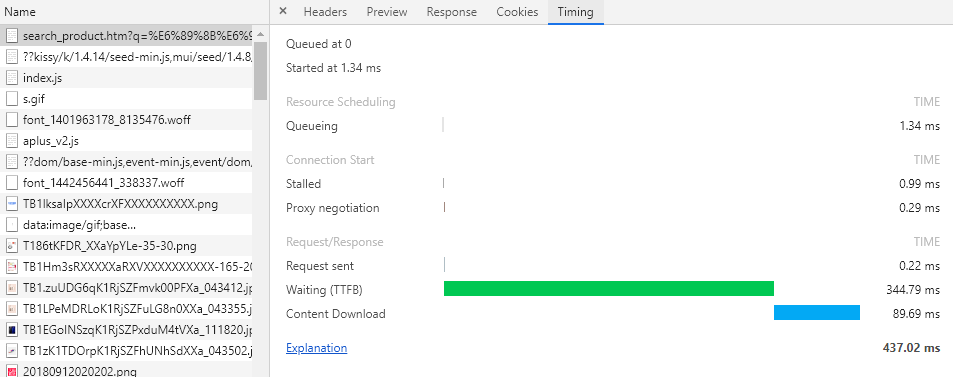 Name
search_product.htm?q=%E6%89%8B%E6%9
??kissy/k/1.4.14/seed-min.js,mui/seed/1.4.8,
index.js
s.gif
font_1401963178_8135476.woff
aplus_v2.js
??dom/base-min.js,event-min.js,event/dom,
font_1442456441_338337.woff
TB1IksaIpXXXXcrXFXXXXXXXXXX.png
data:image/gif;base...
T186tKFDR_XXaYpYLe-35-30.png
TB1Hm3sRXXXXXaRXVXXXXXXXXXX-165-20
TB1.zuUDG6qK1RjSZFmvk00PFXa_043412.jp
TB1LPeMDRLoK1RjSZFuLG8n0XXa_043355.j
TB1EGoINSzqK1RjSZPxduM4tVXa_111820.jp
TB1zK1TDOrpK1RjSZFhUNhSdXXa_043502.j
20180912020202.png
× Headers Preview Response Cookies Timing
Queued at 0
Started at 1.34 ms
Resource Scheduling TIME
Queueing 1.34 ms
Connection Start TIME
Stalled 0.99 ms
Proxy negotiation 0.29 ms
Request/Response TIME
Request sent 0.22 ms
Waiting (TTFB) 344.79 ms
Content Download 89.69 ms
Explanation 437.02 ms